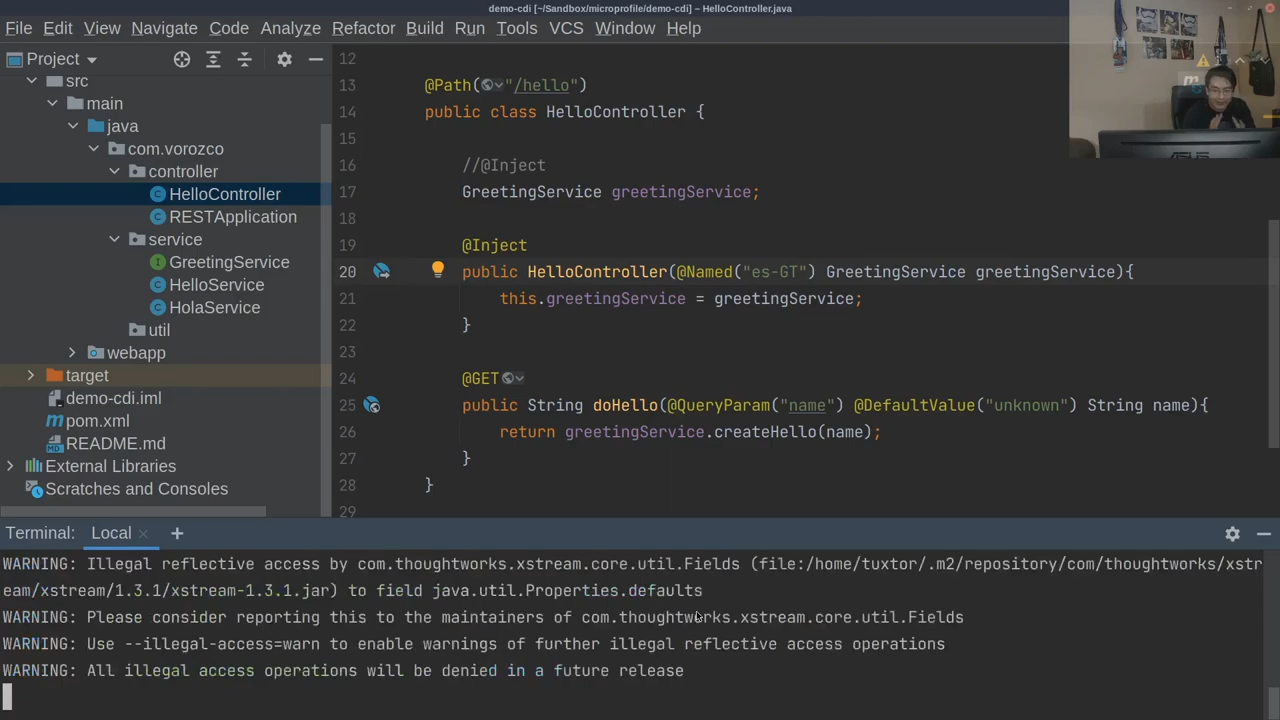 demo-cdi [~/Sandbox/microprofile/demo-cdi] – HelloController.java
File Edit View Navigate Code Analyze Refactor Build Run Tools VCS Window Help
Project
src
main
java
com.vorozco
controller
HelloController
RESTApplication
service
GreetingService
HelloService
HolaService
util
webapp
target
demo-cdi.iml
pom.xml
README.md
External Libraries
Scratches and Consoles
12
13 @Path("/hello")
14 public class HelloController {
15
16 //@Inject
17 GreetingService greetingService;
18
19 @Inject
20 public HelloController(@Named("es-GT") GreetingService greetingService){
21 this.greetingService = greetingService;
22 }
23
24 @GET
25 public String doHello(@QueryParam("name") @DefaultValue("unknown") String name){
26 return greetingService.createHello(name);
27 }
28 }
29
Terminal: Local
WARNING: Illegal reflective access by com.thoughtworks.xstream.core.util.Fields (file:/home/tuxtor/.m2/repository/com/thoughtworks/xstr
eam/xstream/1.3.1/xstream-1.3.1.jar) to field java.util.Properties.defaults
WARNING: Please consider reporting this to the maintainers of com.thoughtworks.xstream.core.util.Fields
WARNING: Use --illegal-access=warn to enable warnings of further illegal reflective access operations
WARNING: All illegal access operations will be denied in a future release